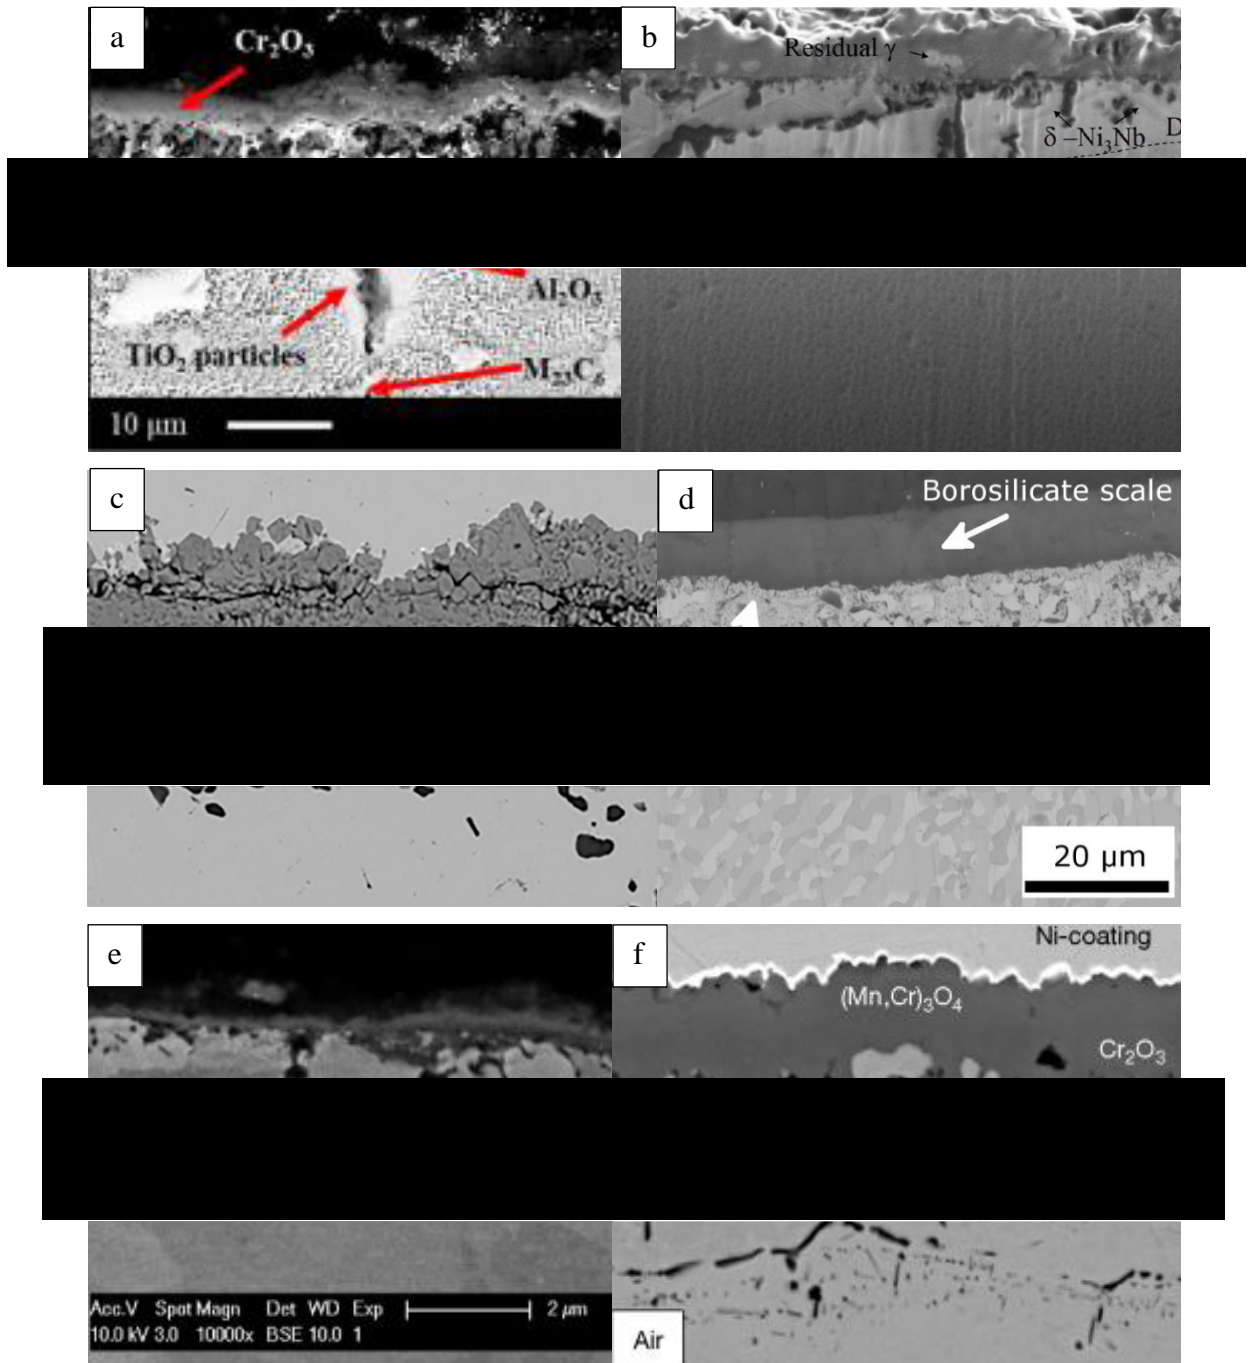 a
Cr₂O₃
b
Residual γ
δ –Ni₃Nb
D
Al₂O₃
TiO₂ particles
M₂₃C₆
10 µm
c
d
Borosilicate scale
20 µm
e
f
Ni-coating
(Mn,Cr)₃O₄
Cr₂O₃
Acc.V Spot Magn Det WD Exp 2 µm
10.0 kV 3.0 10000x BSE 10.0 1
Air